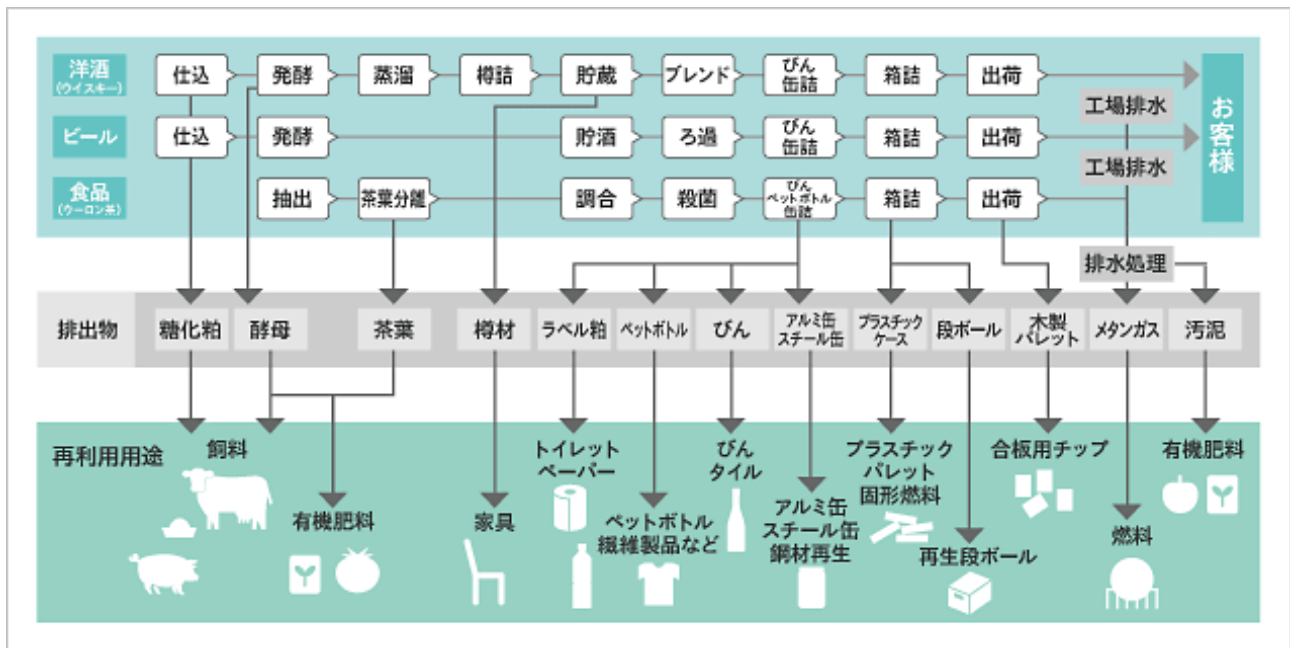 洋酒
(ウイスキー)
仕込
発酵
蒸溜
樽詰
貯蔵
ブレンド
びん
缶詰
箱詰
出荷
工場排水
お客様
ビール
仕込
発酵
貯酒
ろ過
びん
缶詰
箱詰
出荷
工場排水
食品
(ウーロン茶)
抽出
茶葉分離
調合
殺菌
びん
ペットボトル
缶詰
箱詰
出荷
排水処理
排出物
糖化粕
酵母
茶葉
樽材
ラベル粕
ペットボトル
びん
アルミ缶
スチール缶
プラスチック
ケース
段ボール
木製
パレット
メタンガス
汚泥
再利用用途
飼料
有機肥料
家具
トイレット
ペーパー
ペットボトル
繊維製品など
びん
タイル
アルミ缶
スチール缶
鋼材再生
プラスチック
パレット
固形燃料
再生段ボール
合板用チップ
燃料
有機肥料